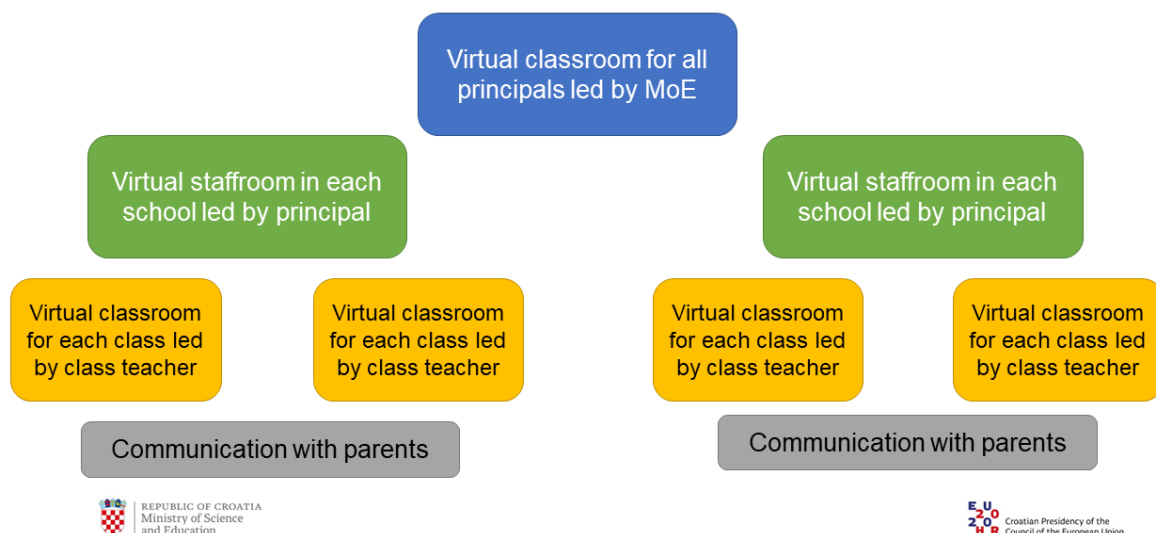 Virtual classroom for all
principals led by MoE
Virtual staffroom in each
school led by principal
Virtual staffroom in each
school led by principal
Virtual classroom
for each class led
by class teacher
Virtual classroom
for each class led
by class teacher
Virtual classroom
for each class led
by class teacher
Virtual classroom
for each class led
by class teacher
Communication with parents
Communication with parents
REPUBLIC OF CROATIA
Ministry of Science
and Education
E U
2 0
2 0
H R
Croatian Presidency of the
Council of the European Union